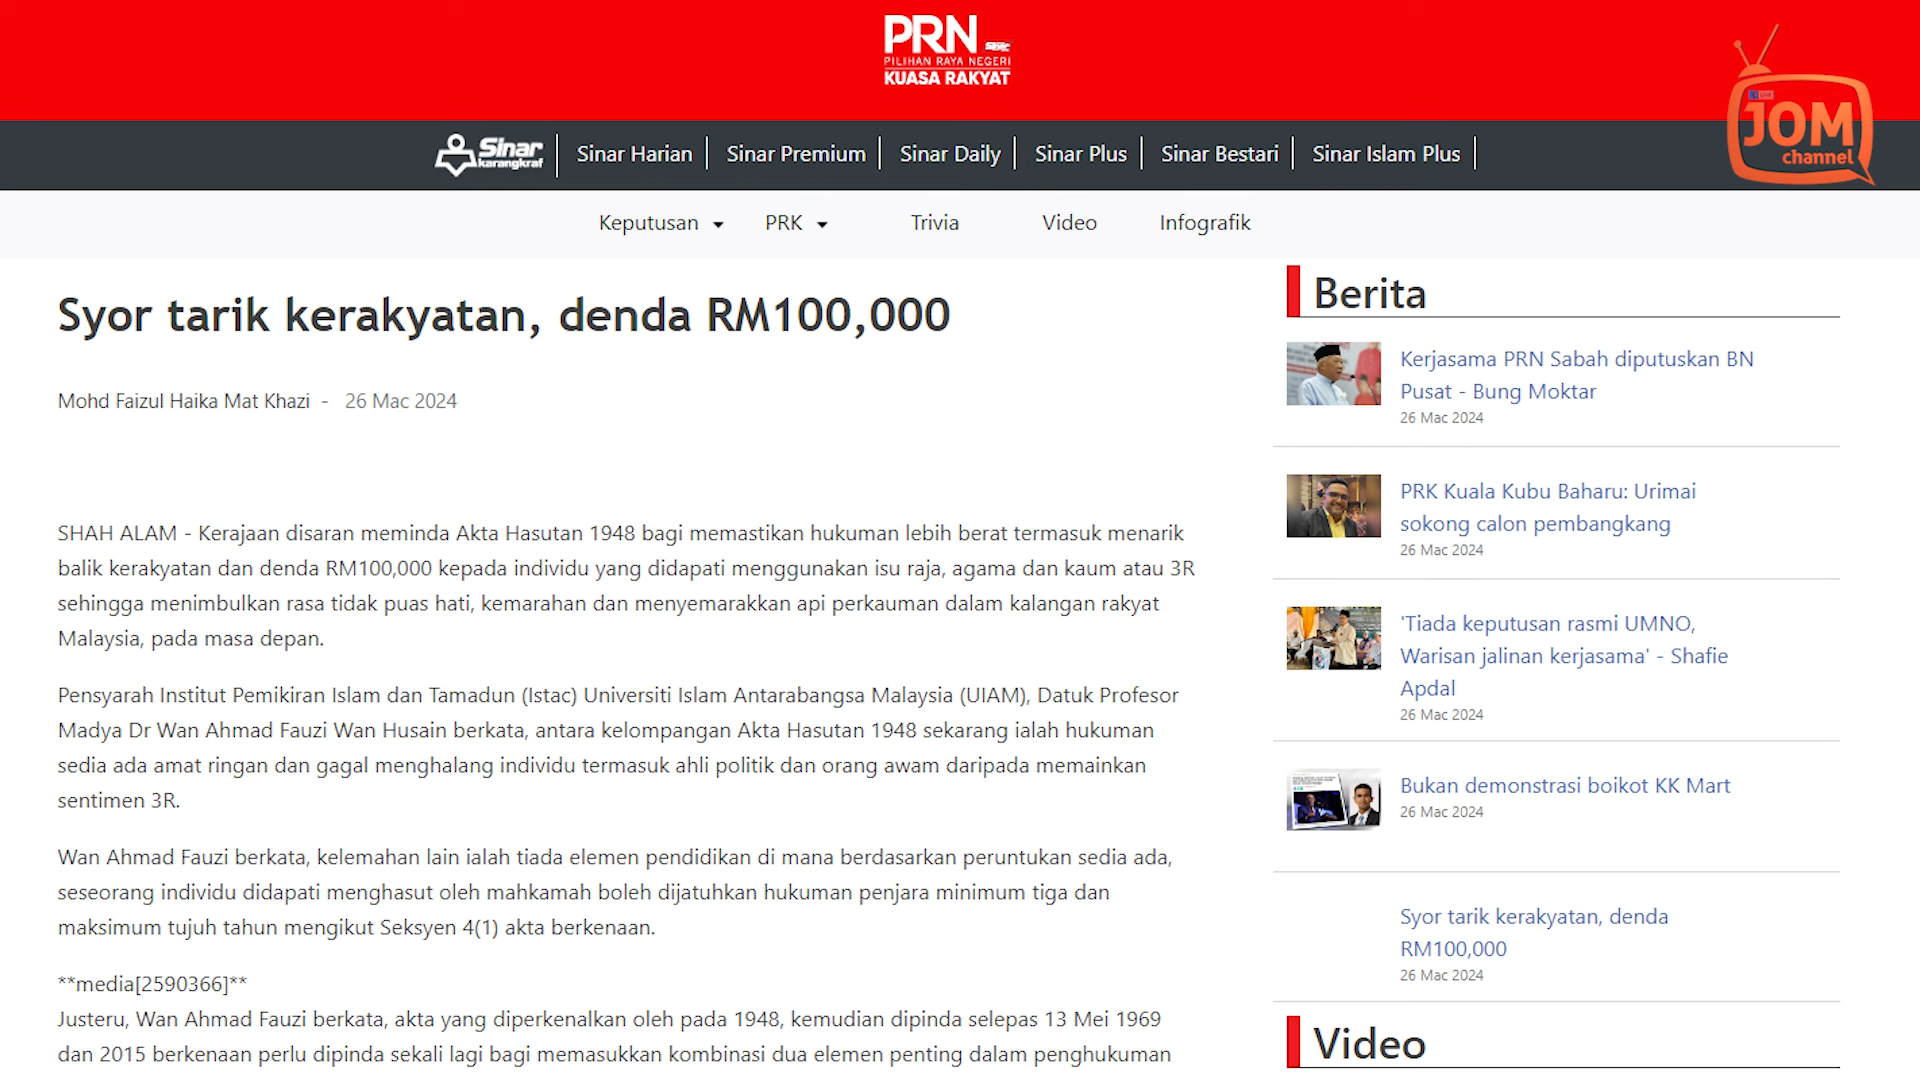 PRN
PILIHAN RAYA NEGERI
KUASA RAKYAT
JOM
channel
Sinar
karangkraf
Sinar Harian
Sinar Premium
Sinar Daily
Sinar Plus
Sinar Bestari
Sinar Islam Plus
Keputusan
PRK
Trivia
Video
Infografik
Syor tarik kerakyatan, denda RM100,000
Mohd Faizul Haika Mat Khazi - 26 Mac 2024
SHAH ALAM - Kerajaan disaran meminda Akta Hasutan 1948 bagi memastikan hukuman lebih berat termasuk menarik
balik kerakyatan dan denda RM100,000 kepada individu yang didapati menggunakan isu raja, agama dan kaum atau 3R
sehingga menimbulkan rasa tidak puas hati, kemarahan dan menyemarakkan api perkauman dalam kalangan rakyat
Malaysia, pada masa depan.
Pensyarah Institut Pemikiran Islam dan Tamadun (Istac) Universiti Islam Antarabangsa Malaysia (UIAM), Datuk Profesor
Madya Dr Wan Ahmad Fauzi Wan Husain berkata, antara kelompangan Akta Hasutan 1948 sekarang ialah hukuman
sedia ada amat ringan dan gagal menghalang individu termasuk ahli politik dan orang awam daripada memainkan
sentimen 3R.
Wan Ahmad Fauzi berkata, kelemahan lain ialah tiada elemen pendidikan di mana berdasarkan peruntukan sedia ada,
seseorang individu didapati menghasut oleh mahkamah boleh dijatuhkan hukuman penjara minimum tiga dan
maksimum tujuh tahun mengikut Seksyen 4(1) akta berkenaan.
**media[2590366]**
Justeru, Wan Ahmad Fauzi berkata, akta yang diperkenalkan oleh pada 1948, kemudian dipinda selepas 13 Mei 1969
dan 2015 berkenaan perlu dipinda sekali lagi bagi memasukkan kombinasi dua elemen penting dalam penghukuman
Berita
Kerjasama PRN Sabah diputuskan BN
Pusat - Bung Moktar
26 Mac 2024
PRK Kuala Kubu Baharu: Urimai
sokong calon pembangkang
26 Mac 2024
'Tiada keputusan rasmi UMNO,
Warisan jalinan kerjasama' - Shafie
Apdal
26 Mac 2024
Bukan demonstrasi boikot KK Mart
26 Mac 2024
Syor tarik kerakyatan, denda
RM100,000
26 Mac 2024
Video